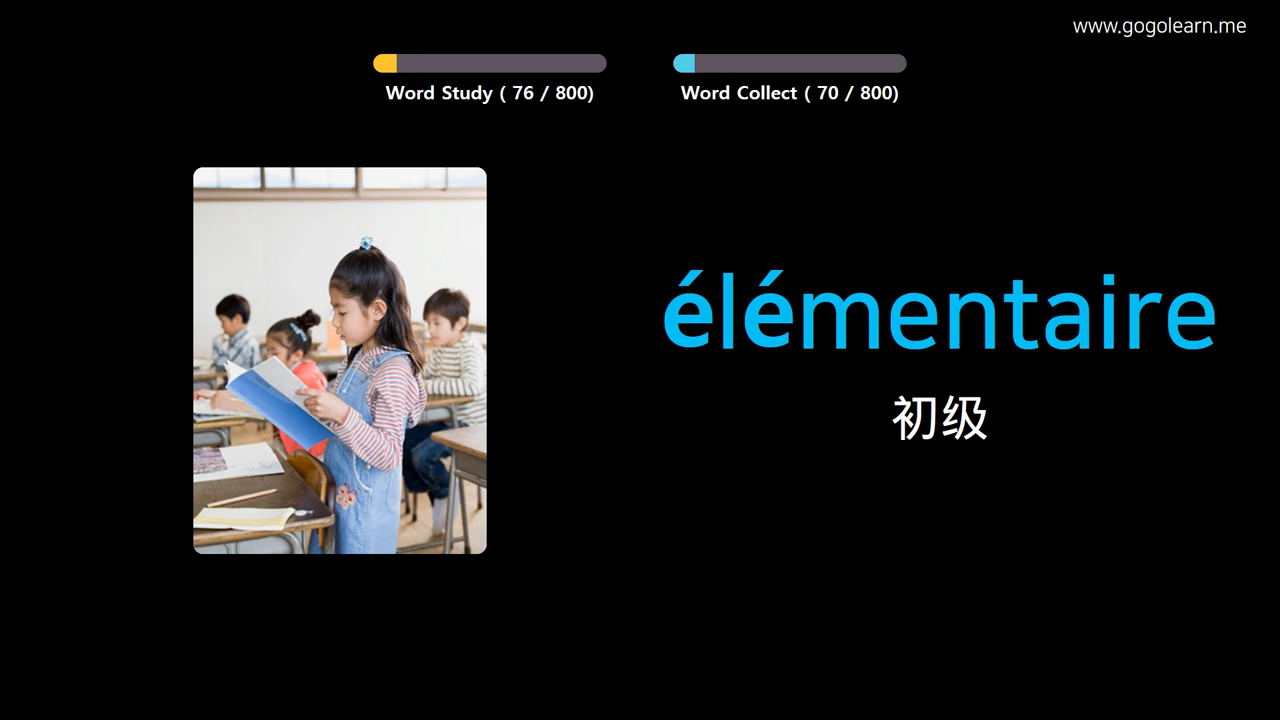 www.gogolearn.me
Word Study ( 76 / 800)
Word Collect ( 70 / 800)
élémentaire
初级